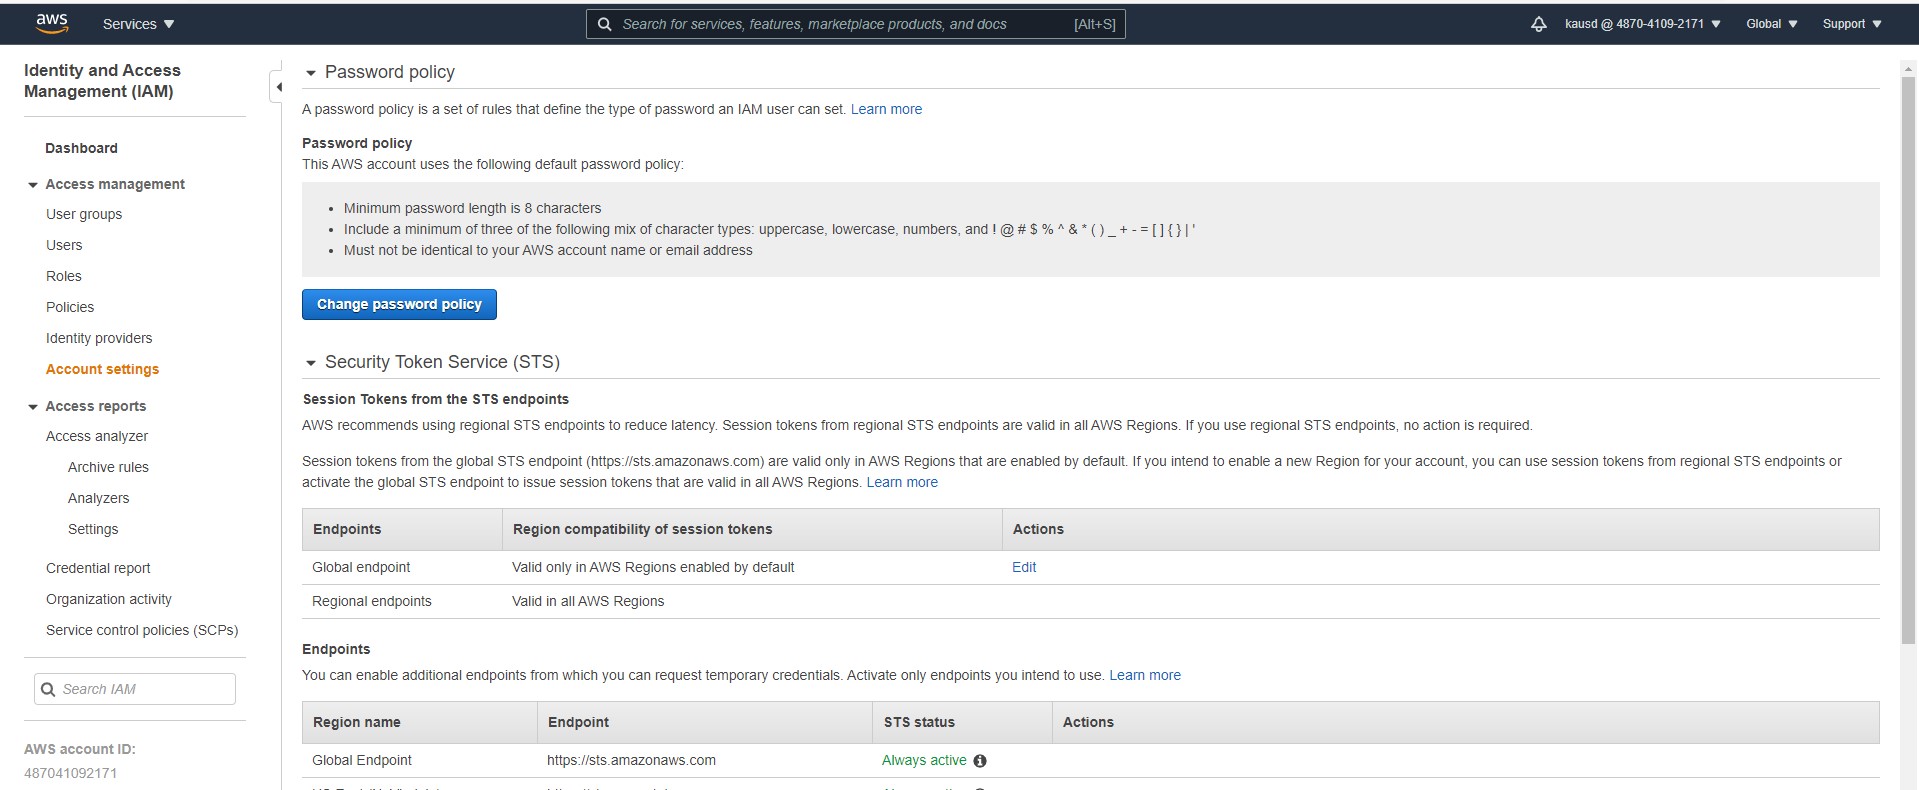 aws
Services
Search for services, features, marketplace products, and docs
[Alt+S]
kausd @ 4870-4109-2171
Global
Support
Identity and Access
Management (IAM)
Dashboard
Access management
User groups
Users
Roles
Policies
Identity providers
Account settings
Access reports
Access analyzer
Archive rules
Analyzers
Settings
Credential report
Organization activity
Service control policies (SCPs)
Search IAM
AWS account ID:
487041092171
Password policy
A password policy is a set of rules that define the type of password an IAM user can set. Learn more
Password policy
This AWS account uses the following default password policy:
• Minimum password length is 8 characters
• Include a minimum of three of the following mix of character types: uppercase, lowercase, numbers, and ! @ # $ % ^ & * ( ) _ + - = [ ] { } | '
• Must not be identical to your AWS account name or email address
Change password policy
Security Token Service (STS)
Session Tokens from the STS endpoints
AWS recommends using regional STS endpoints to reduce latency. Session tokens from regional STS endpoints are valid in all AWS Regions. If you use regional STS endpoints, no action is required.
Session tokens from the global STS endpoint (https://sts.amazonaws.com) are valid only in AWS Regions that are enabled by default. If you intend to enable a new Region for your account, you can use session tokens from regional STS endpoints or
activate the global STS endpoint to issue session tokens that are valid in all AWS Regions. Learn more
Endpoints Region compatibility of session tokens Actions
Global endpoint Valid only in AWS Regions enabled by default Edit
Regional endpoints Valid in all AWS Regions
Endpoints
You can enable additional endpoints from which you can request temporary credentials. Activate only endpoints you intend to use. Learn more
Region name Endpoint STS status Actions
Global Endpoint https://sts.amazonaws.com Always active